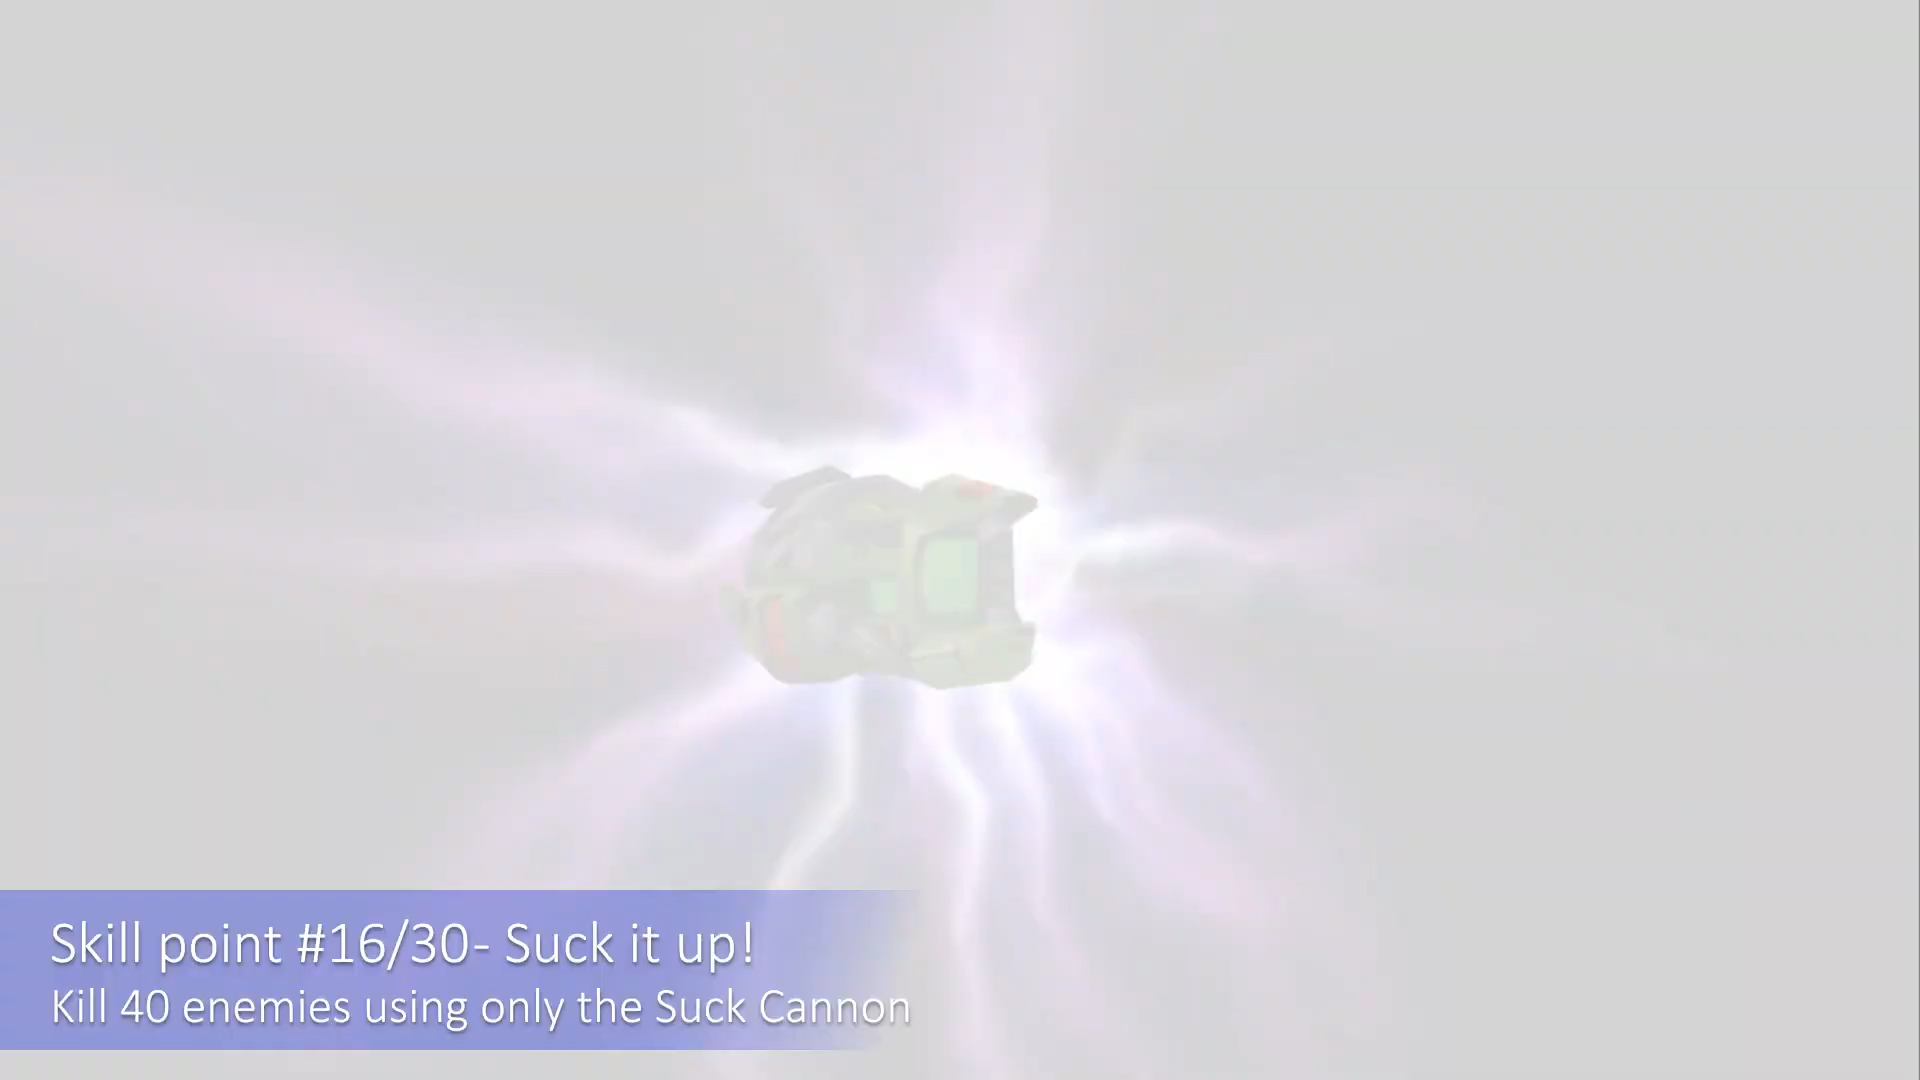 Skill point #16/30- Suck it up!
Kill 40 enemies using only the Suck Cannon